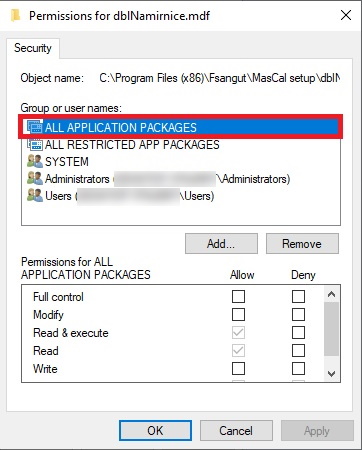 Permissions for dblNamirnice.mdf
Security
Object name: C:\Program Files (x86)\Fsangut\MasCal setup\dblN
Group or user names:
ALL APPLICATION PACKAGES
ALL RESTRICTED APP PACKAGES
SYSTEM
Administrators ( \Administrators)
Users ( \Users)
Add... Remove
Permissions for ALL
APPLICATION PACKAGES Allow Deny
Full control
Modify
Read & execute
Read
Write
OK Cancel Apply